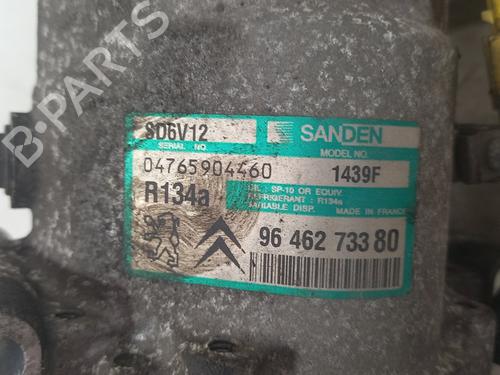 B-PARTS
SD6V12
SANDEN
SERIAL NO.
MODEL NO.
04765904460
1439F
R134a
OIL : SP-10 OR EQUIV.
REFRIGERANT : R134a
VARIABLE DISP.
MADE IN FRANCE
96 462 733 80